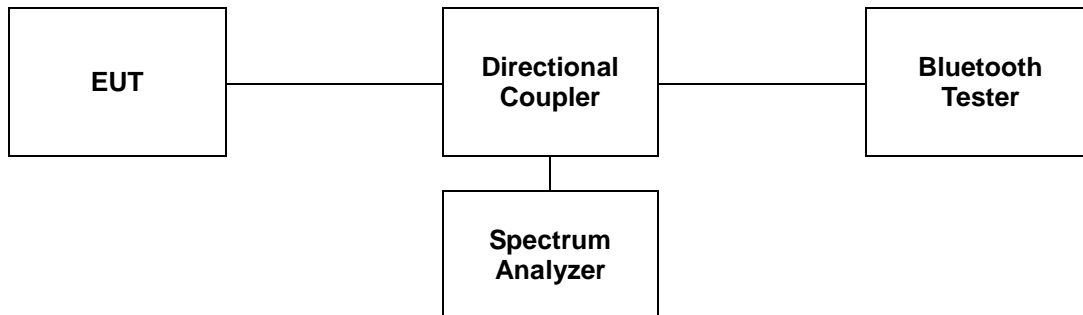 EUT
Directional
Coupler
Bluetooth
Tester
Spectrum
Analyzer